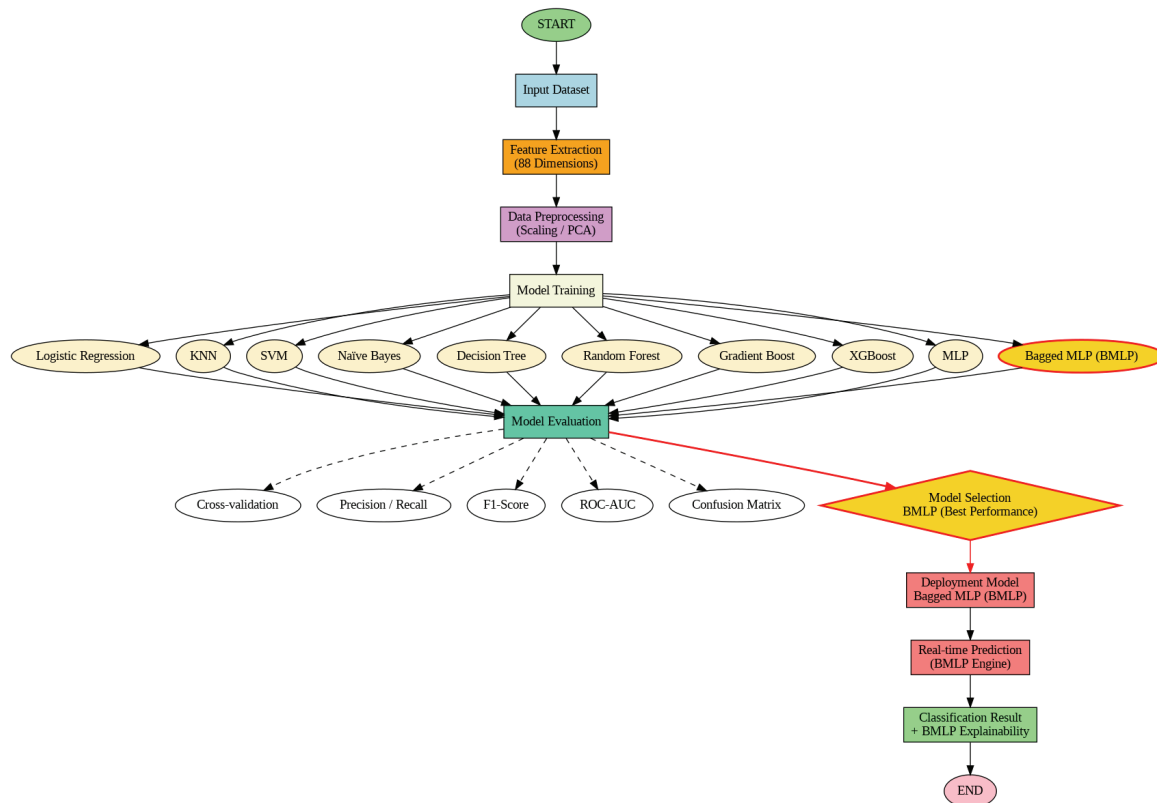 START
Input Dataset
Feature Extraction
(88 Dimensions)
Data Preprocessing
(Scaling / PCA)
Model Training
Logistic Regression
KNN
SVM
Naïve Bayes
Decision Tree
Random Forest
Gradient Boost
XGBoost
MLP
Bagged MLP (BMLP)
Model Evaluation
Cross-validation
Precision / Recall
F1-Score
ROC-AUC
Confusion Matrix
Model Selection
BMLP (Best Performance)
Deployment Model
Bagged MLP (BMLP)
Real-time Prediction
(BMLP Engine)
Classification Result
+ BMLP Explainability
END